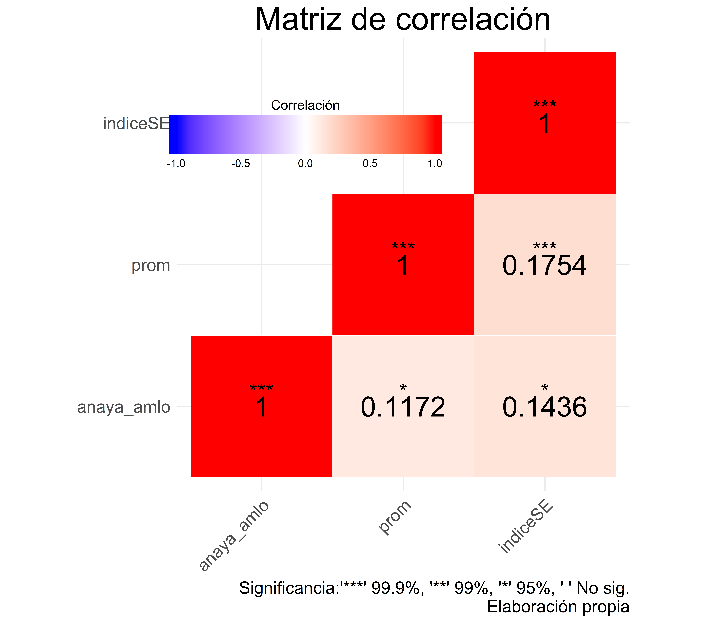 Matriz de correlación
Correlación
-1.0 -0.5 0.0 0.5 1.0
indiceSE
***
1
prom
***
1
***
0.1754
anaya_amlo
***
1
*
0.1172
*
0.1436
anaya_amlo
prom
indiceSE
Significancia:'***' 99.9%, '**' 99%, '*' 95%, ' ' No sig.
Elaboración propia